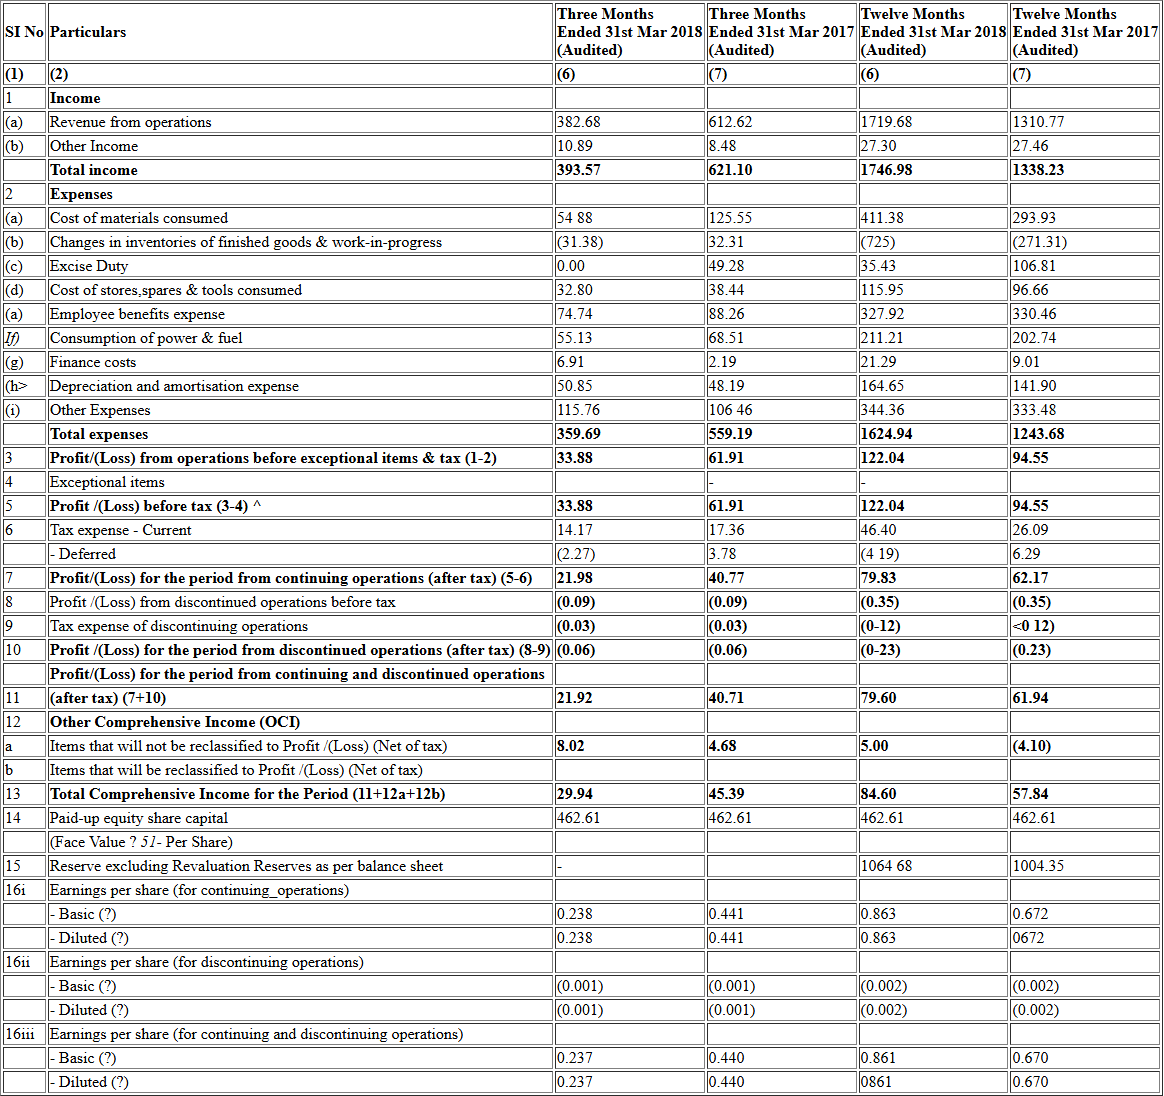 SI No Particulars Three Months Ended 31st Mar 2018 (Audited) Three Months Ended 31st Mar 2017 (Audited) Twelve Months Ended 31st Mar 2018 (Audited) Twelve Months Ended 31st Mar 2017 (Audited)
(1) (2) (6) (7) (6) (7)
1 Income
(a) Revenue from operations 382.68 612.62 1719.68 1310.77
(b) Other Income 10.89 8.48 27.30 27.46
Total income 393.57 621.10 1746.98 1338.23
2 Expenses
(a) Cost of materials consumed 54 88 125.55 411.38 293.93
(b) Changes in inventories of finished goods & work-in-progress (31.38) 32.31 (725) (271.31)
(c) Excise Duty 0.00 49.28 35.43 106.81
(d) Cost of stores,spares & tools consumed 32.80 38.44 115.95 96.66
(a) Employee benefits expense 74.74 88.26 327.92 330.46
If) Consumption of power & fuel 55.13 68.51 211.21 202.74
(g) Finance costs 6.91 2.19 21.29 9.01
(h> Depreciation and amortisation expense 50.85 48.19 164.65 141.90
(i) Other Expenses 115.76 106 46 344.36 333.48
Total expenses 359.69 559.19 1624.94 1243.68
3 Profit/(Loss) from operations before exceptional items & tax (1-2) 33.88 61.91 122.04 94.55
4 Exceptional items - -
5 Profit /(Loss) before tax (3-4) ^ 33.88 61.91 122.04 94.55
6 Tax expense - Current 14.17 17.36 46.40 26.09
- Deferred (2.27) 3.78 (4 19) 6.29
7 Profit/(Loss) for the period from continuing operations (after tax) (5-6) 21.98 40.77 79.83 62.17
8 Profit /(Loss) from discontinued operations before tax (0.09) (0.09) (0.35) (0.35)
9 Tax expense of discontinuing operations (0.03) (0.03) (0-12) <0 12)
10 Profit /(Loss) for the period from discontinued operations (after tax) (8-9) (0.06) (0.06) (0-23) (0.23)
Profit/(Loss) for the period from continuing and discontinued operations
11 (after tax) (7+10) 21.92 40.71 79.60 61.94
12 Other Comprehensive Income (OCI)
a Items that will not be reclassified to Profit /(Loss) (Net of tax) 8.02 4.68 5.00 (4.10)
b Items that will be reclassified to Profit /(Loss) (Net of tax)
13 Total Comprehensive Income for the Period (11+12a+12b) 29.94 45.39 84.60 57.84
14 Paid-up equity share capital 462.61 462.61 462.61 462.61
(Face Value ? 51- Per Share)
15 Reserve excluding Revaluation Reserves as per balance sheet - 1064 68 1004.35
16i Earnings per share (for continuing_operations)
- Basic (?) 0.238 0.441 0.863 0.672
- Diluted (?) 0.238 0.441 0.863 0672
16ii Earnings per share (for discontinuing operations)
- Basic (?) (0.001) (0.001) (0.002) (0.002)
- Diluted (?) (0.001) (0.001) (0.002) (0.002)
16iii Earnings per share (for continuing and discontinuing operations)
- Basic (?) 0.237 0.440 0.861 0.670
- Diluted (?) 0.237 0.440 0861 0.670